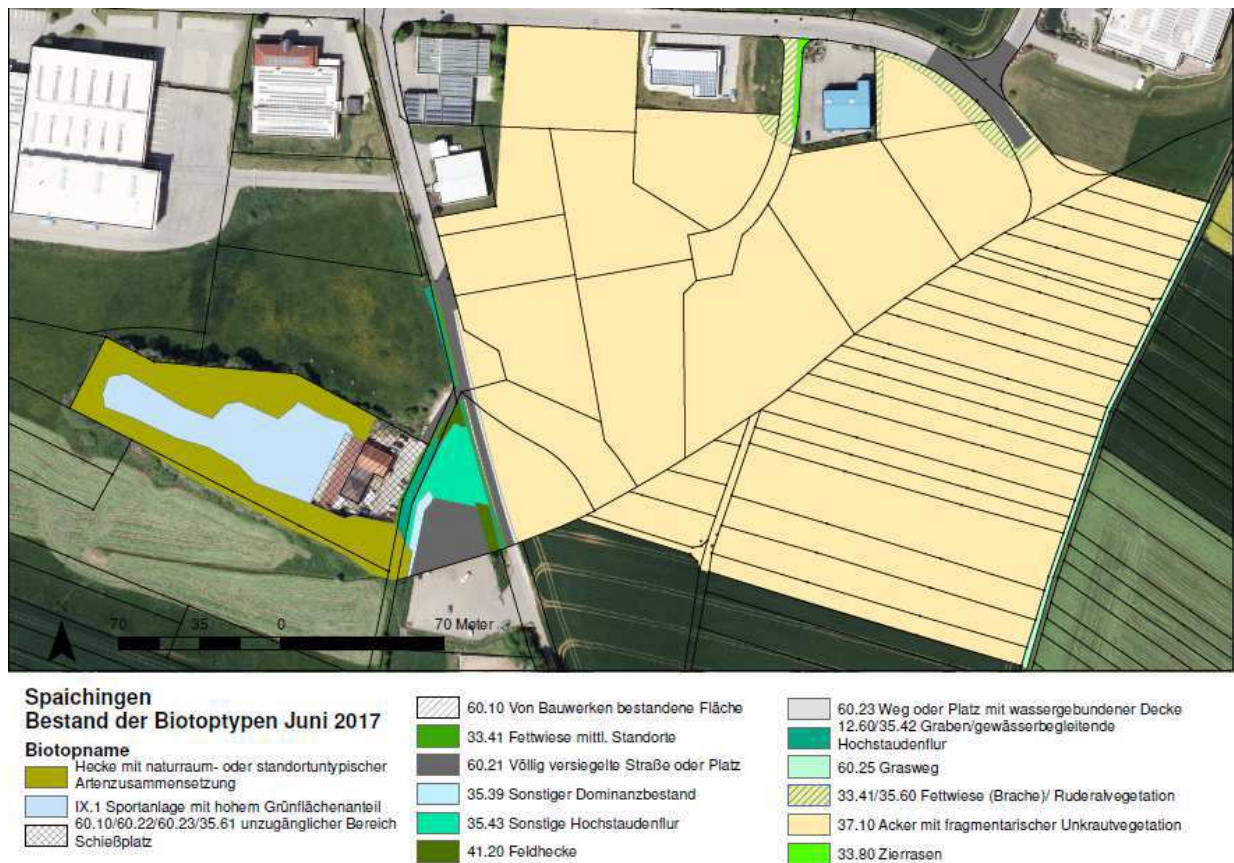 70 35 0 70 Meter
Spaichingen
Bestand der Biotoptypen Juni 2017
Biotopname
Hecke mit naturraum- oder standortuntypischer
Artenzusammensetzung
IX.1 Sportanlage mit hohem Grünflächenanteil
60.10/60.22/60.23/35.61 unzugänglicher Bereich
Schießplatz
60.10 Von Bauwerken bestandene Fläche
33.41 Fettwiese mittl. Standorte
60.21 Völlig versiegelte Straße oder Platz
35.39 Sonstiger Dominanzbestand
35.43 Sonstige Hochstaudenflur
41.20 Feldhecke
60.23 Weg oder Platz mit wassergebundener Decke
12.60/35.42 Graben/gewässerbegleitende
Hochstaudenflur
60.25 Grasweg
33.41/35.60 Fettwiese (Brache)/ Ruderalvegetation
37.10 Acker mit fragmentarischer Unkrautvegetation
33.80 Zierrasen